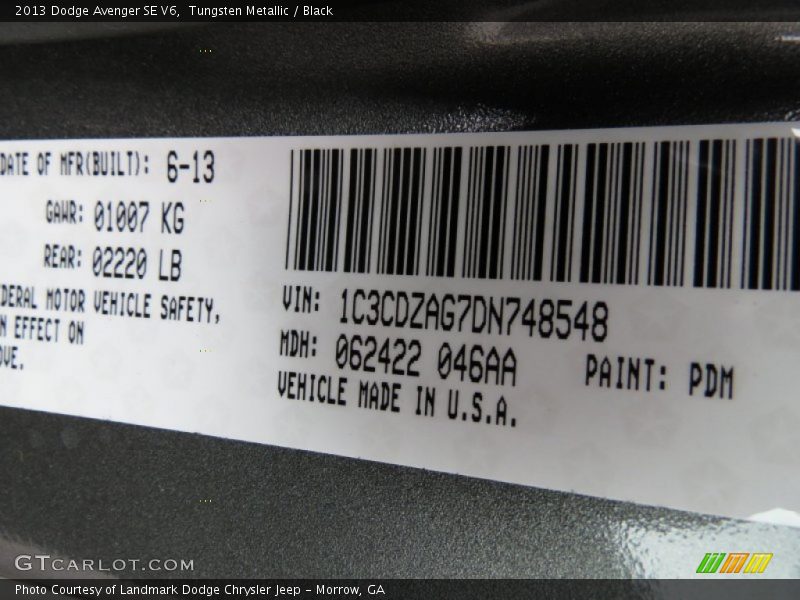 2013 Dodge Avenger SE V6,  Tungsten Metallic / Black
DATE OF MFR(BUILT): 6-13
GAWR: 01007 KG
REAR: 02220 LB
MOTOR VEHICLE SAFETY,
EFFECT ON
VIN: 1C3CDZAG7DN748548
MDH: 062422 046AA
PAINT: PDM
VEHICLE MADE IN U.S.A.
GTCARLOT.COM
Photo Courtesy of Landmark Dodge Chrysler Jeep – Morrow, GA